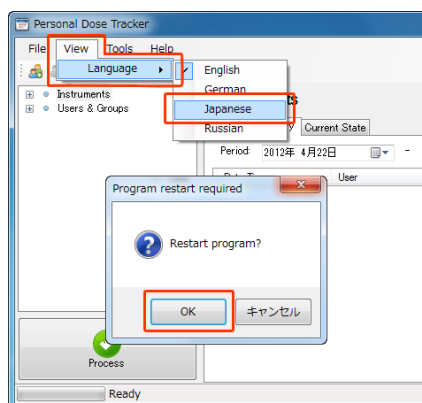 Personal Dose Tracker
File View Tools Help
Language
English
German
Japanese
Russian
Instruments
Users & Groups
Current State
Period: 2012年 4月22日 -
User
Program restart required
Restart program?
OK キャンセル
Process
Ready